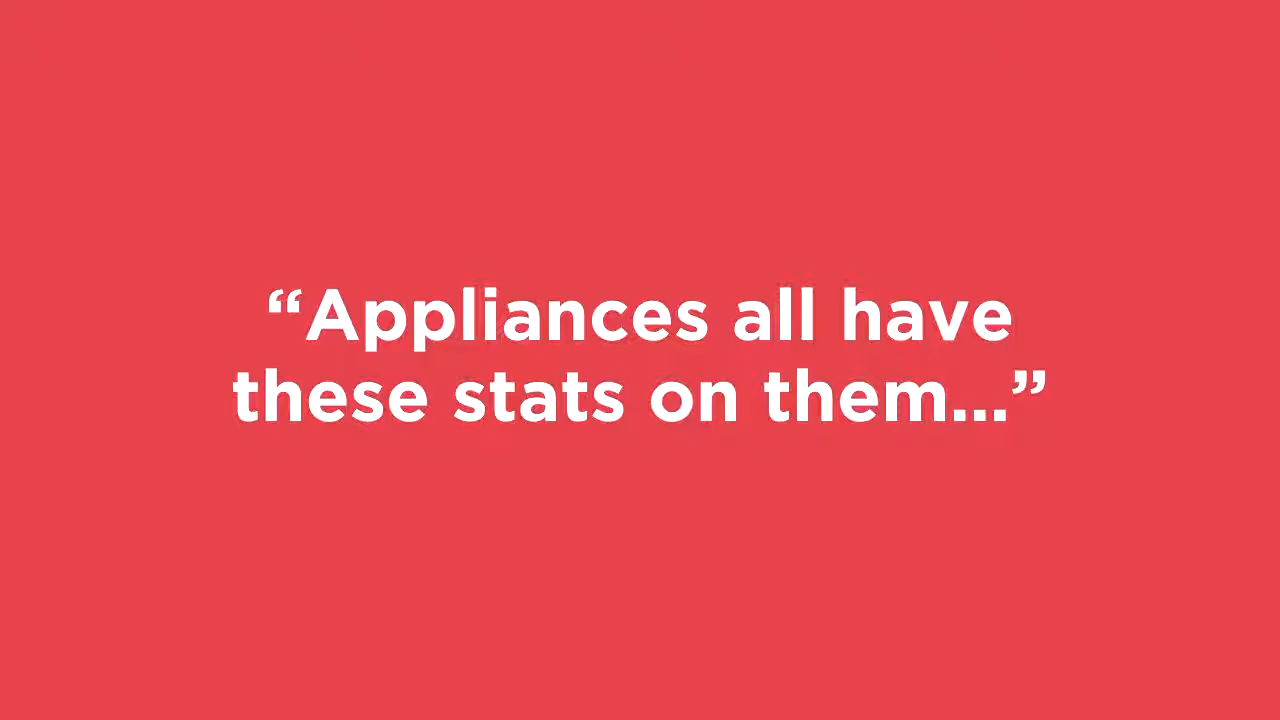 “Appliances all have
these stats on them...”